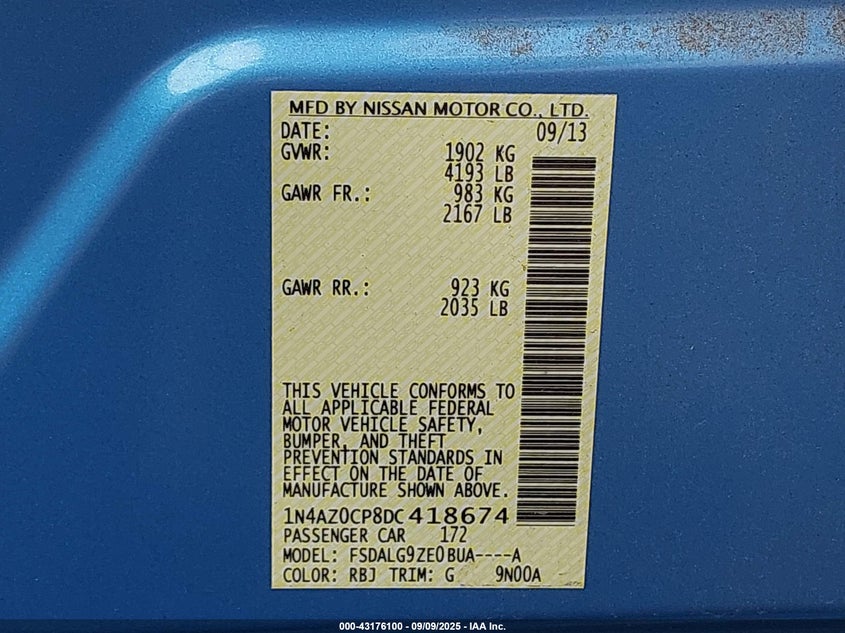 MFD BY NISSAN MOTOR CO., LTD.
DATE: 09/13
GVWR: 1902 KG
4193 LB
GAWR FR.: 983 KG
2167 LB
GAWR RR.: 923 KG
2035 LB
THIS VEHICLE CONFORMS TO
ALL APPLICABLE FEDERAL
MOTOR VEHICLE SAFETY,
BUMPER, AND THEFT
PREVENTION STANDARDS IN
EFFECT ON THE DATE OF
MANUFACTURE SHOWN ABOVE.
1N4AZ0CP8DC418674
PASSENGER CAR 172
MODEL: FSDALG9ZE0BUA----A
COLOR: RBJ TRIM: G 9N00A
000-43176100 - 09/09/2025 - IAA Inc.